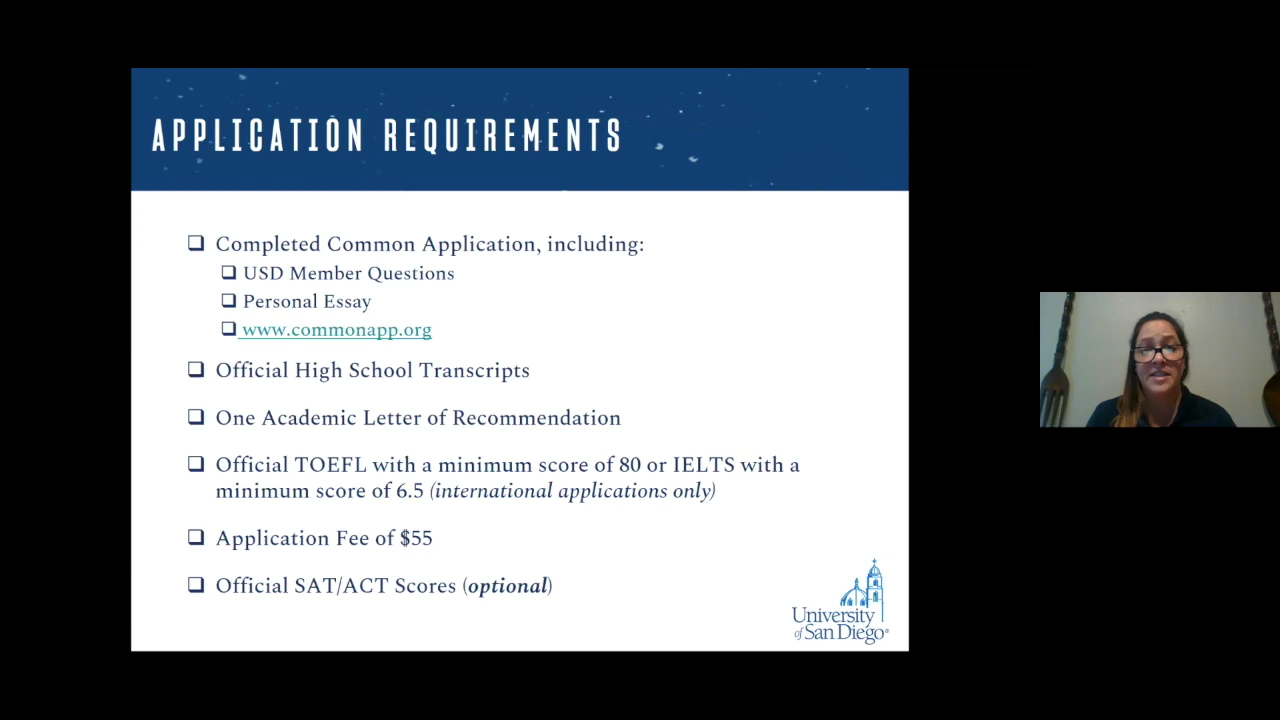 APPLICATION REQUIREMENTS
❑ Completed Common Application, including:
❑ USD Member Questions
❑ Personal Essay
❑ www.commonapp.org
❑ Official High School Transcripts
❑ One Academic Letter of Recommendation
❑ Official TOEFL with a minimum score of 80 or IELTS with a
minimum score of 6.5 (international applications only)
❑ Application Fee of $55
❑ Official SAT/ACT Scores (optional)
University
of San Diego®